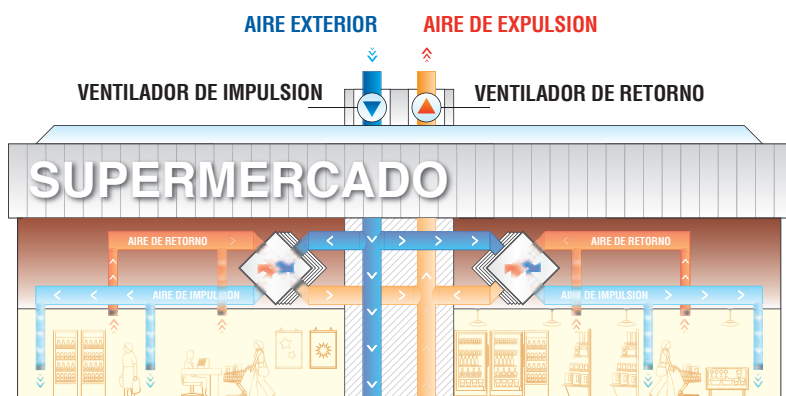 AIRE EXTERIOR
AIRE DE EXPULSION
VENTILADOR DE IMPULSION
VENTILADOR DE RETORNO
SUPERMERCADO
AIRE DE RETORNO
AIRE DE RETORNO
AIRE DE IMPULSION
AIRE DE IMPULSION